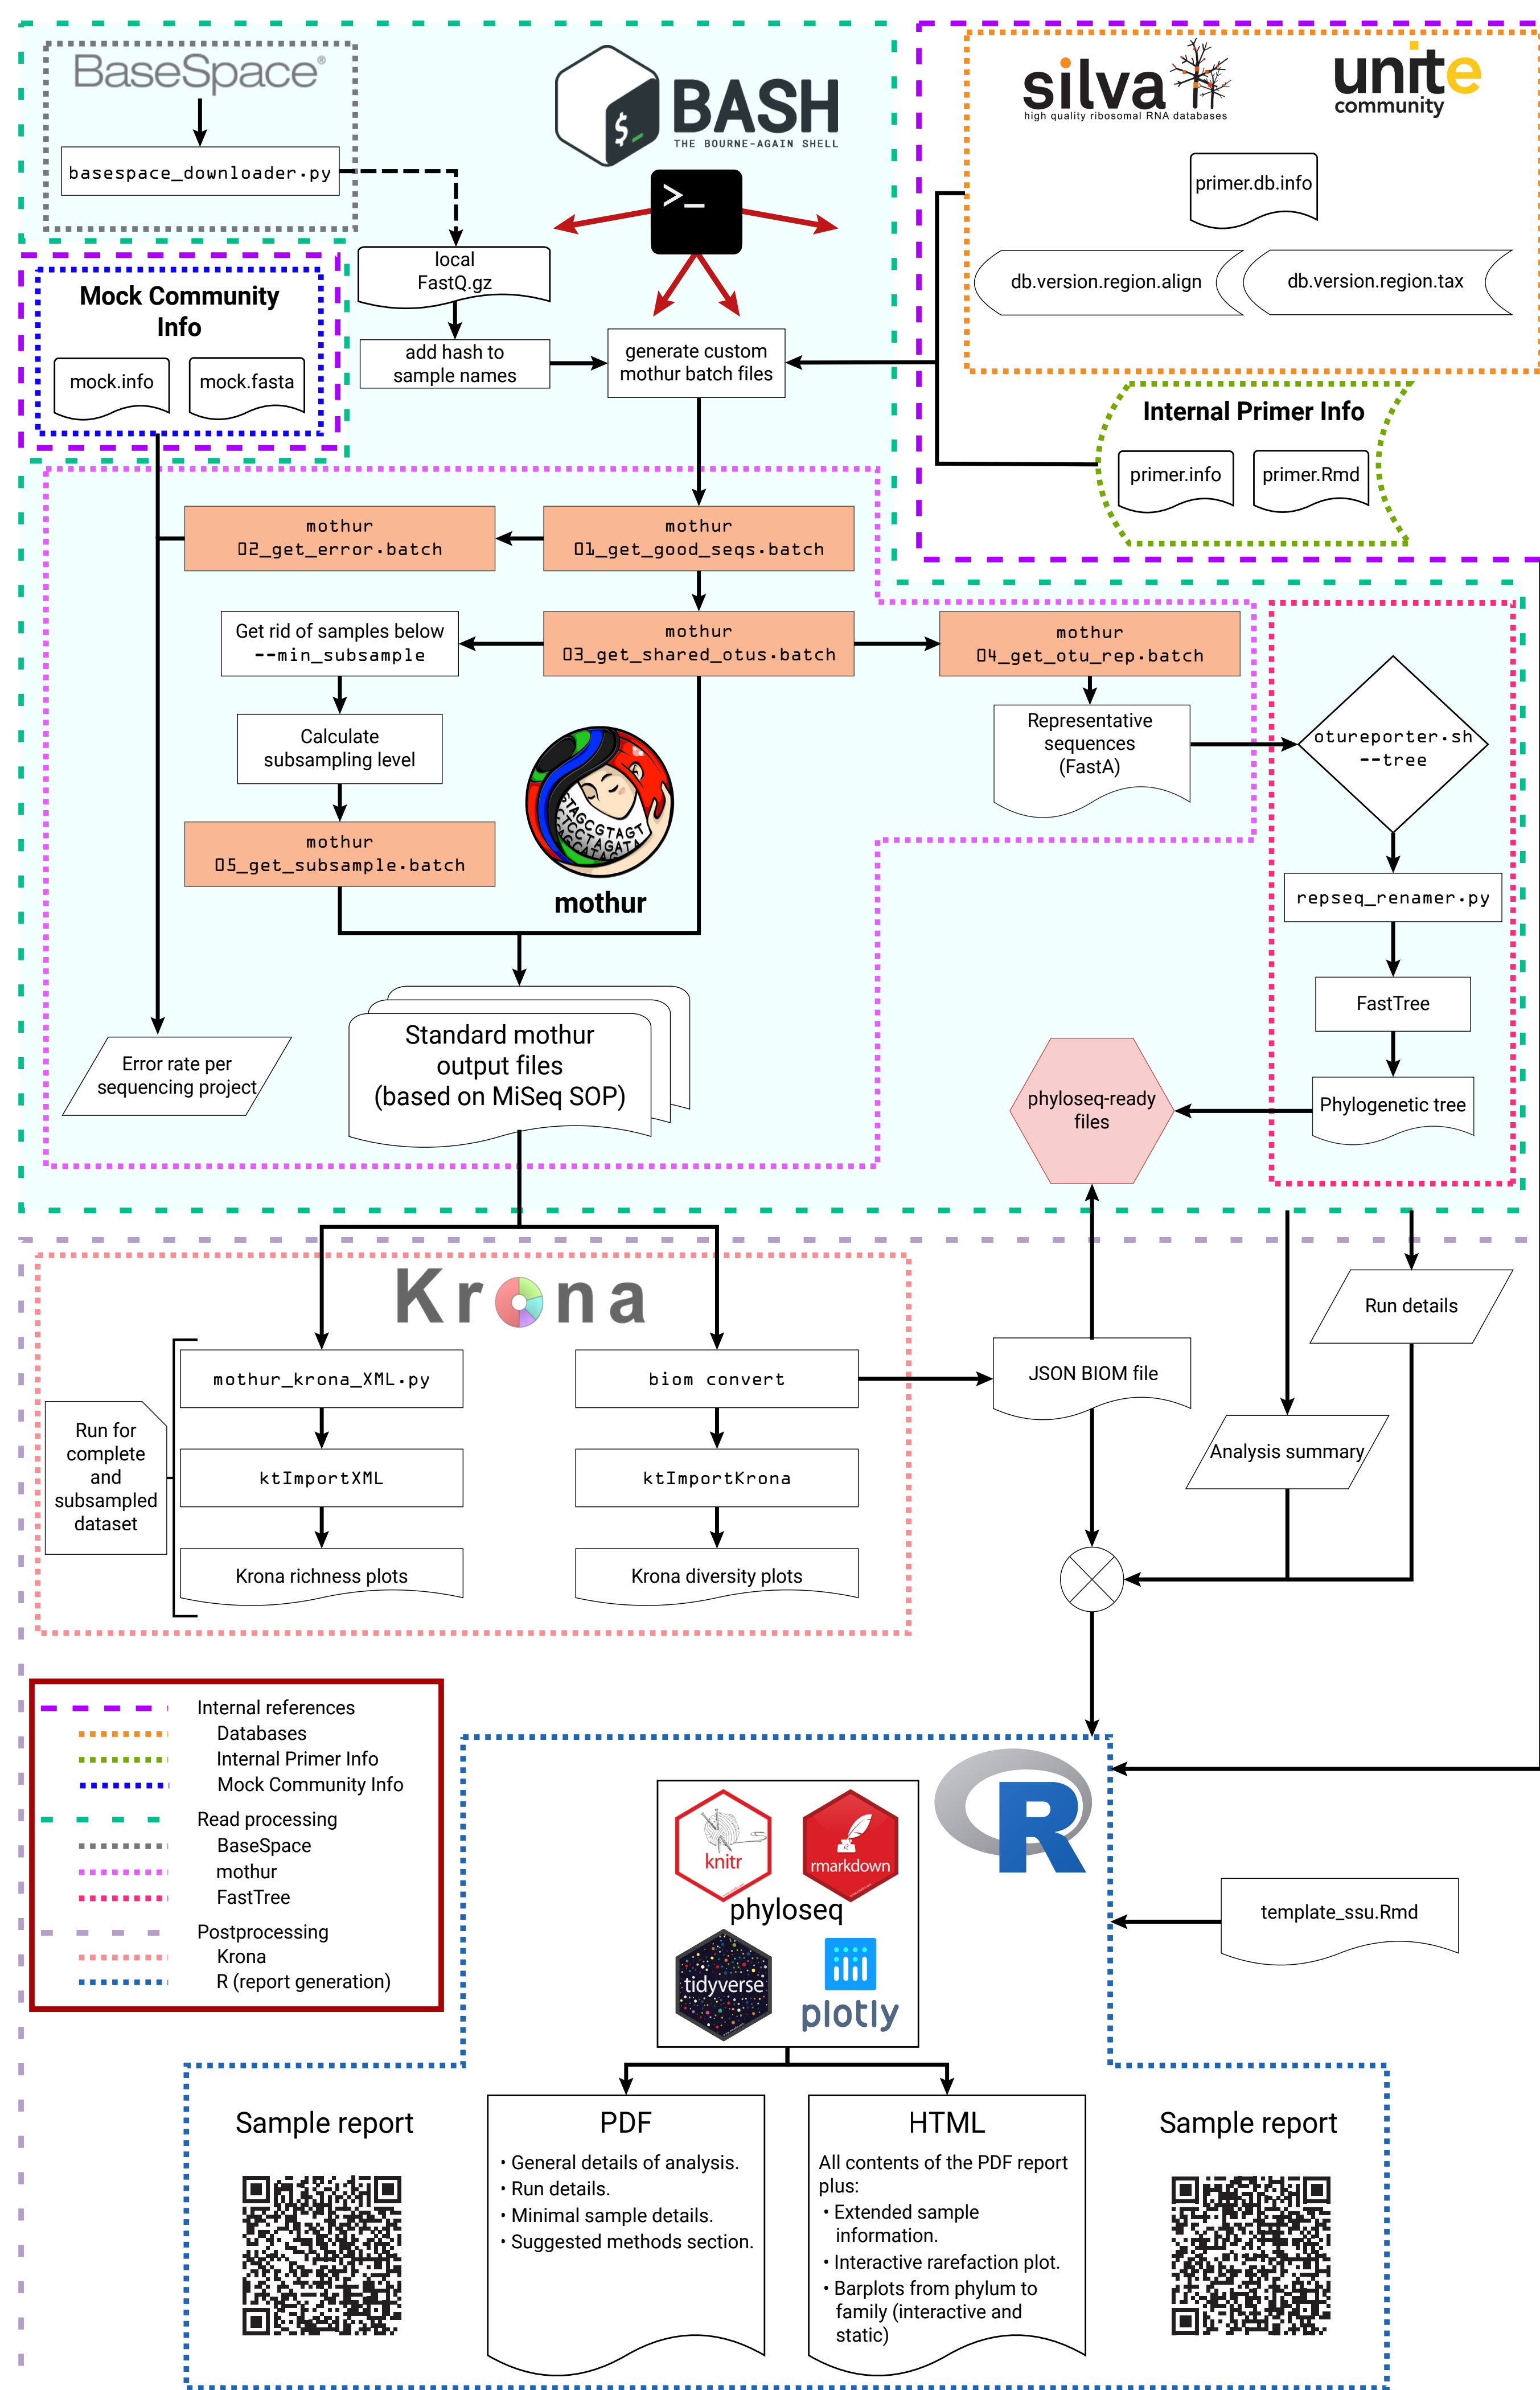 BaseSpace®
basespace_downloader.py
$_
BASH
THE BOURNE-AGAIN SHELL
>_
silva
high quality ribosomal RNA databases
unite
community
primer.db.info
db.version.region.align
db.version.region.tax
local
FastQ.gz
Mock Community
Info
mock.info
mock.fasta
add hash to
sample names
generate custom
mothur batch files
Internal Primer Info
primer.info
primer.Rmd
mothur
02_get_error.batch
mothur
01_get_good_seqs.batch
Get rid of samples below
--min_subsample
mothur
03_get_shared_otus.batch
mothur
04_get_otu_rep.batch
Calculate
subsampling level
Representative
sequences
(FastA)
otureporter.sh
--tree
mothur
05_get_subsample.batch
GTAGCGTAGT
CTCCTAGATA
mothur
repseq_renamer.py
FastTree
Phylogenetic tree
Error rate per
sequencing project
Standard mothur
output files
(based on MiSeq SOP)
phyloseq-ready
files
Krona
Run details
mothur_krona_XML.py
biom convert
JSON BIOM file
Run for
complete
and
subsampled
dataset
ktImportXML
ktImportKrona
Analysis summary
Krona richness plots
Krona diversity plots
Internal references
Databases
Internal Primer Info
Mock Community Info
Read processing
BaseSpace
mothur
FastTree
Postprocessing
Krona
R (report generation)
knitr
rmarkdown
phyloseq
tidyverse
plotly
R
template_ssu.Rmd
Sample report
PDF
• General details of analysis.
• Run details.
• Minimal sample details.
• Suggested methods section.
HTML
All contents of the PDF report
plus:
• Extended sample
information.
• Interactive rarefaction plot.
• Barplots from phylum to
family (interactive and
static)
Sample report